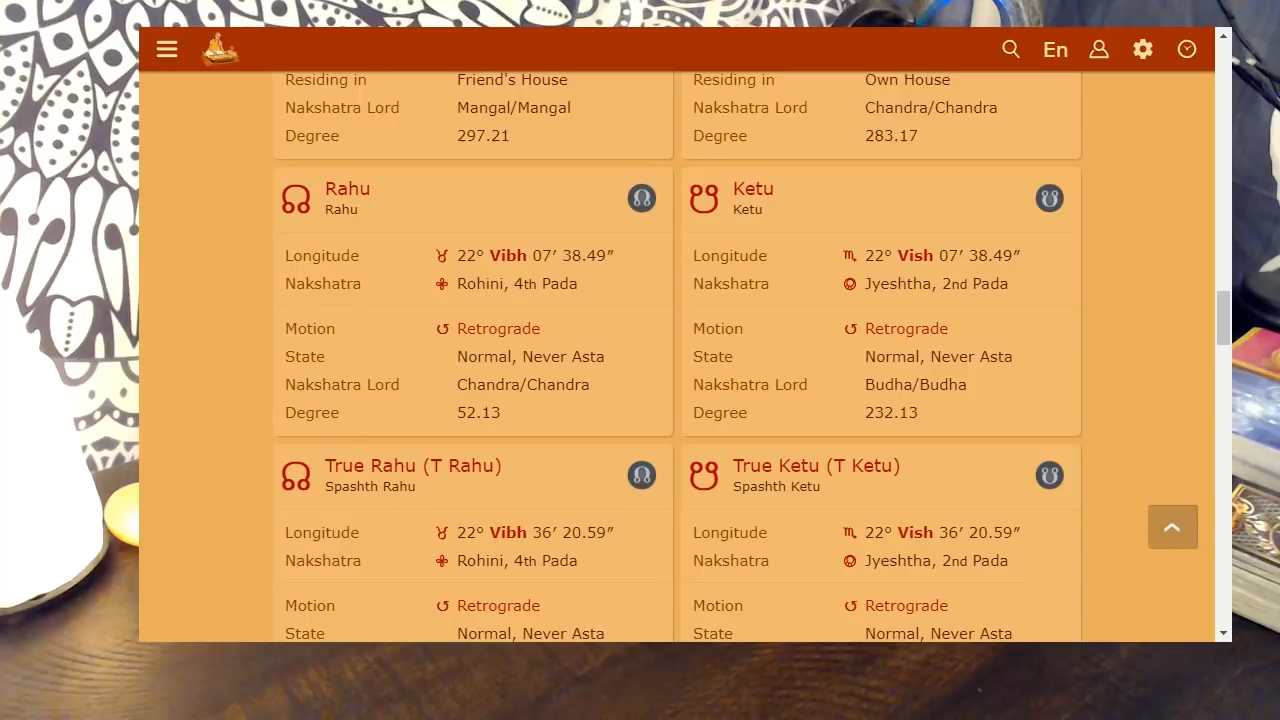 En
Residing in Friend's House
Nakshatra Lord Mangal/Mangal
Degree 297.21
Residing in Own House
Nakshatra Lord Chandra/Chandra
Degree 283.17
Rahu
Rahu
Longitude ♉ 22° Vibh 07′ 38.49″
Nakshatra Rohini, 4th Pada
Motion ↺ Retrograde
State Normal, Never Asta
Nakshatra Lord Chandra/Chandra
Degree 52.13
Ketu
Ketu
Longitude ♏ 22° Vish 07′ 38.49″
Nakshatra Jyeshtha, 2nd Pada
Motion ↺ Retrograde
State Normal, Never Asta
Nakshatra Lord Budha/Budha
Degree 232.13
True Rahu (T Rahu)
Spashth Rahu
Longitude ♉ 22° Vibh 36′ 20.59″
Nakshatra Rohini, 4th Pada
Motion ↺ Retrograde
State Normal, Never Asta
True Ketu (T Ketu)
Spashth Ketu
Longitude ♏ 22° Vish 36′ 20.59″
Nakshatra Jyeshtha, 2nd Pada
Motion ↺ Retrograde
State Normal, Never Asta